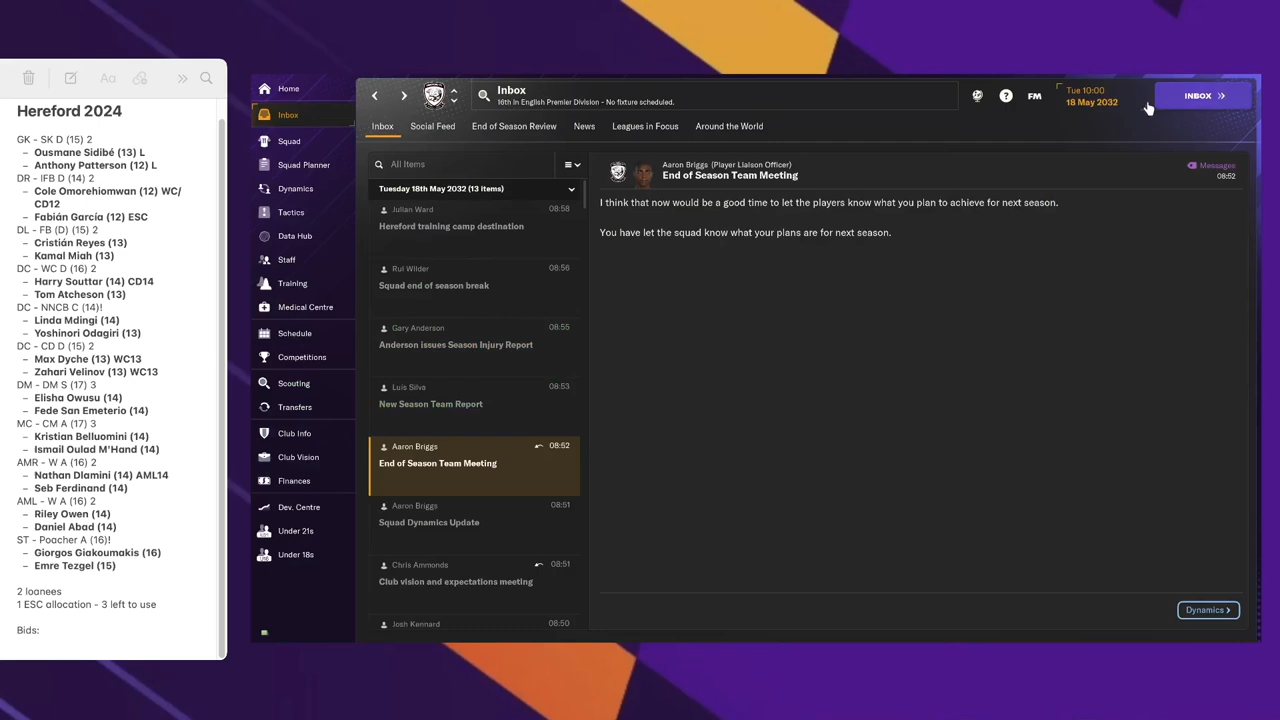 Aa
Hereford 2024
GK - SK D (15) 2
– Ousmane Sidibé (13) L
– Anthony Patterson (12) L
DR - IFB D (14) 2
– Cole Omorehiomwan (12) WC/
CD12
– Fabián García (12) ESC
DL - FB (D) (15) 2
– Cristián Reyes (13)
– Kamal Miah (13)
DC - WC D (16) 2
– Harry Souttar (14) CD14
– Tom Atcheson (13)
DC - NNCB C (14)!
– Linda Mdingi (14)
– Yoshinori Odagiri (13)
DC - CD D (15) 2
– Max Dyche (13) WC13
– Zahari Velinov (13) WC13
DM - DM S (17) 3
– Elisha Owusu (14)
– Fede San Emeterio (14)
MC - CM A (17) 3
– Kristian Belluomini (14)
– Ismail Oulad M'Hand (14)
AMR - W A (16) 2
– Nathan Dlamini (14) AML14
– Seb Ferdinand (14)
AML - W A (16) 2
– Riley Owen (14)
– Daniel Abad (14)
ST - Poacher A (16)!
– Giorgos Giakoumakis (16)
– Emre Tezgel (15)
2 loanees
1 ESC allocation - 3 left to use
Bids:
Home
Inbox
Squad
Squad Planner
Dynamics
Tactics
Data Hub
Staff
Training
Medical Centre
Schedule
Competitions
Scouting
Transfers
Club Info
Club Vision
Finances
Dev. Centre
Under 21s
Under 18s
Inbox
16th in English Premier Division - No fixture scheduled.
FM
Tue 10:00
18 May 2032
INBOX
Inbox
Social Feed
End of Season Review
News
Leagues in Focus
Around the World
All Items
Tuesday 18th May 2032 (13 items)
Julian Ward 08:58
Hereford training camp destination
Rui Wilder 08:56
Squad end of season break
Gary Anderson 08:55
Anderson issues Season Injury Report
Luís Silva 08:53
New Season Team Report
Aaron Briggs 08:52
End of Season Team Meeting
Aaron Briggs 08:51
Squad Dynamics Update
Chris Ammonds 08:51
Club vision and expectations meeting
Josh Kennard 08:50
Aaron Briggs (Player Liaison Officer)
End of Season Team Meeting
Messages
08:52
I think that now would be a good time to let the players know what you plan to achieve for next season.
You have let the squad know what your plans are for next season.
Dynamics